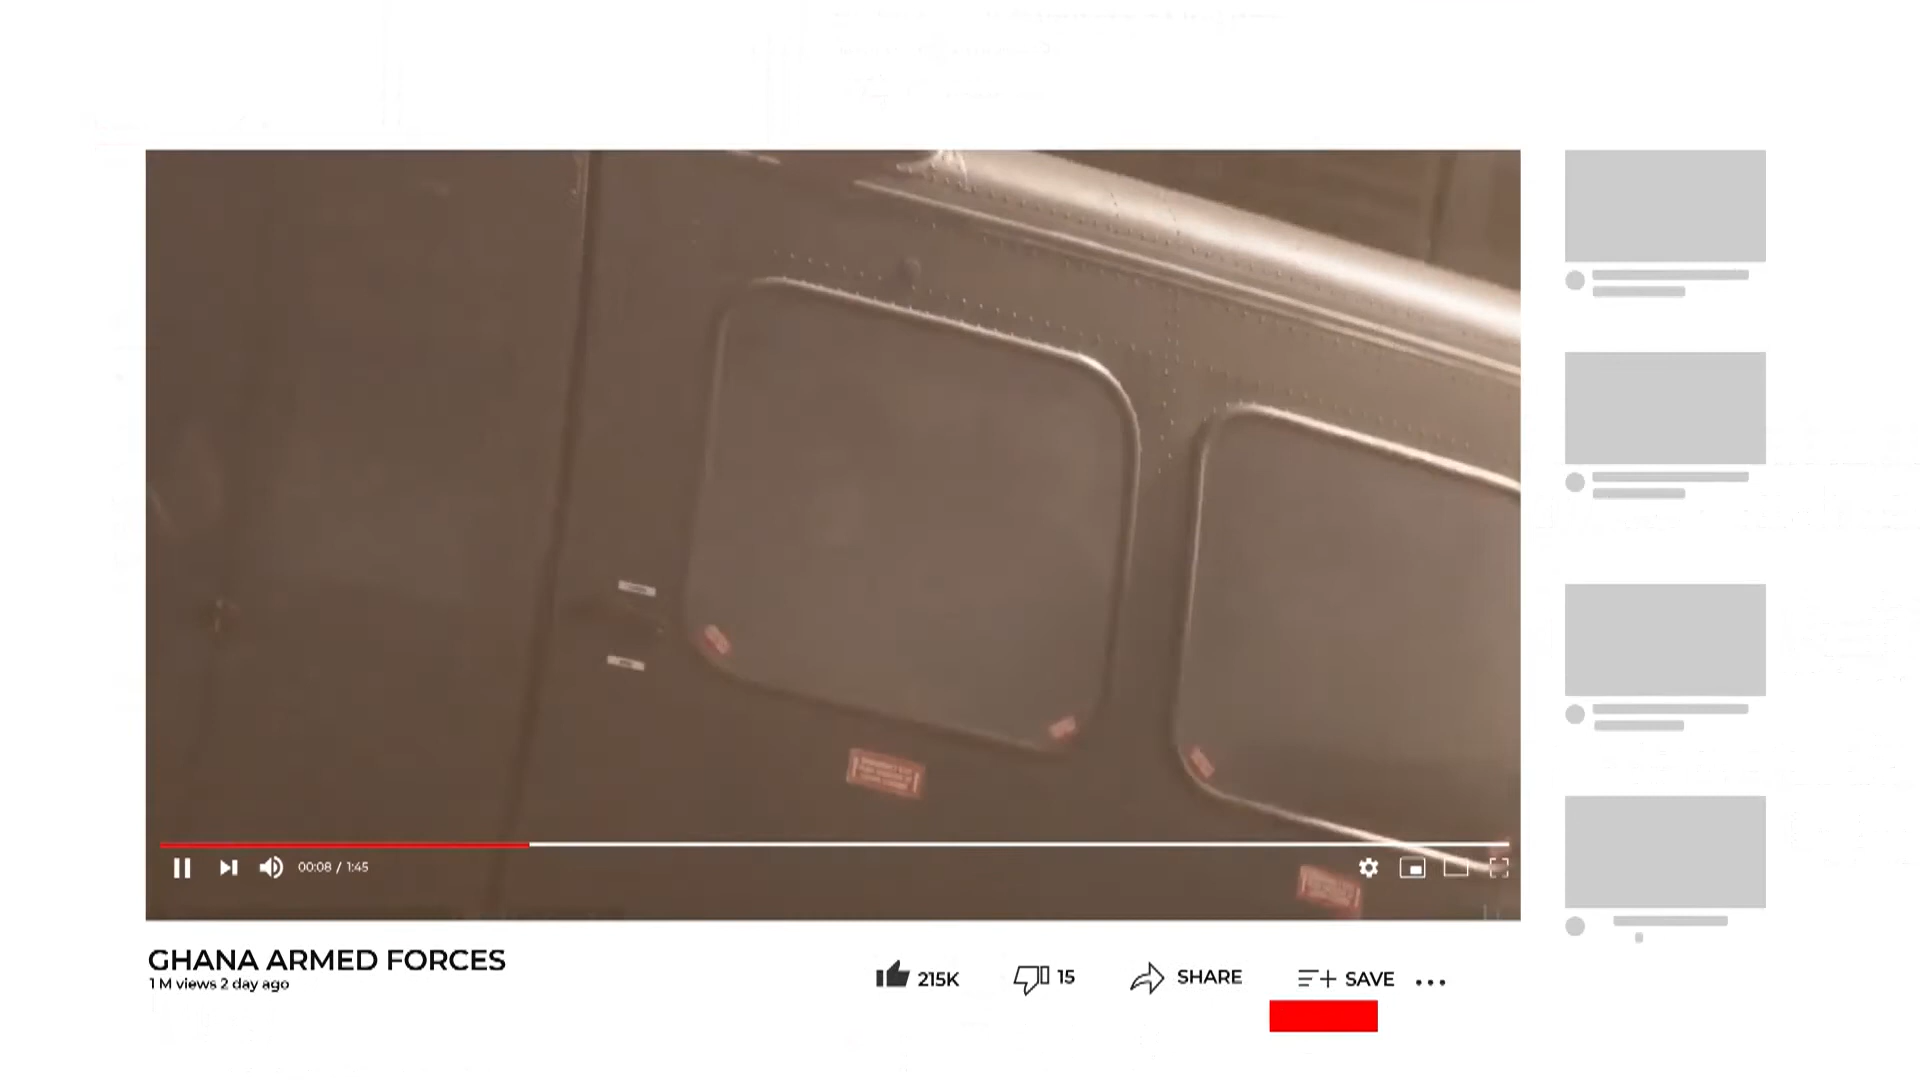 00:08 / 1:45
GHANA ARMED FORCES
1 M views 2 day ago
215K
15
SHARE
SAVE